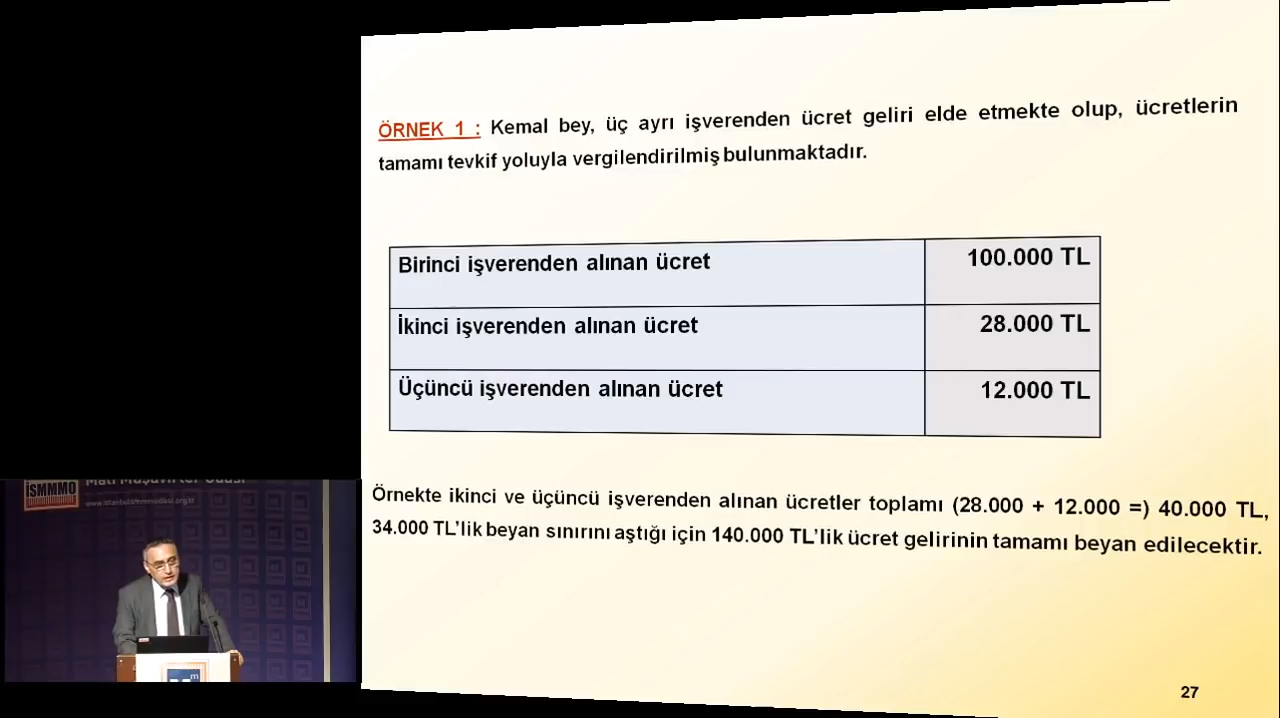 ÖRNEK 1 : Kemal bey, üç ayrı işverenden ücret geliri elde etmekte olup, ücretlerin
tamamı tevkif yoluyla vergilendirilmiş bulunmaktadır.
Birinci işverenden alınan ücret 100.000 TL
İkinci işverenden alınan ücret 28.000 TL
Üçüncü işverenden alınan ücret 12.000 TL
Örnekte ikinci ve üçüncü işverenden alınan ücretler toplamı (28.000 + 12.000 =) 40.000 TL,
34.000 TL'lik beyan sınırını aştığı için 140.000 TL'lik ücret gelirinin tamamı beyan edilecektir.
27
İSMMMO